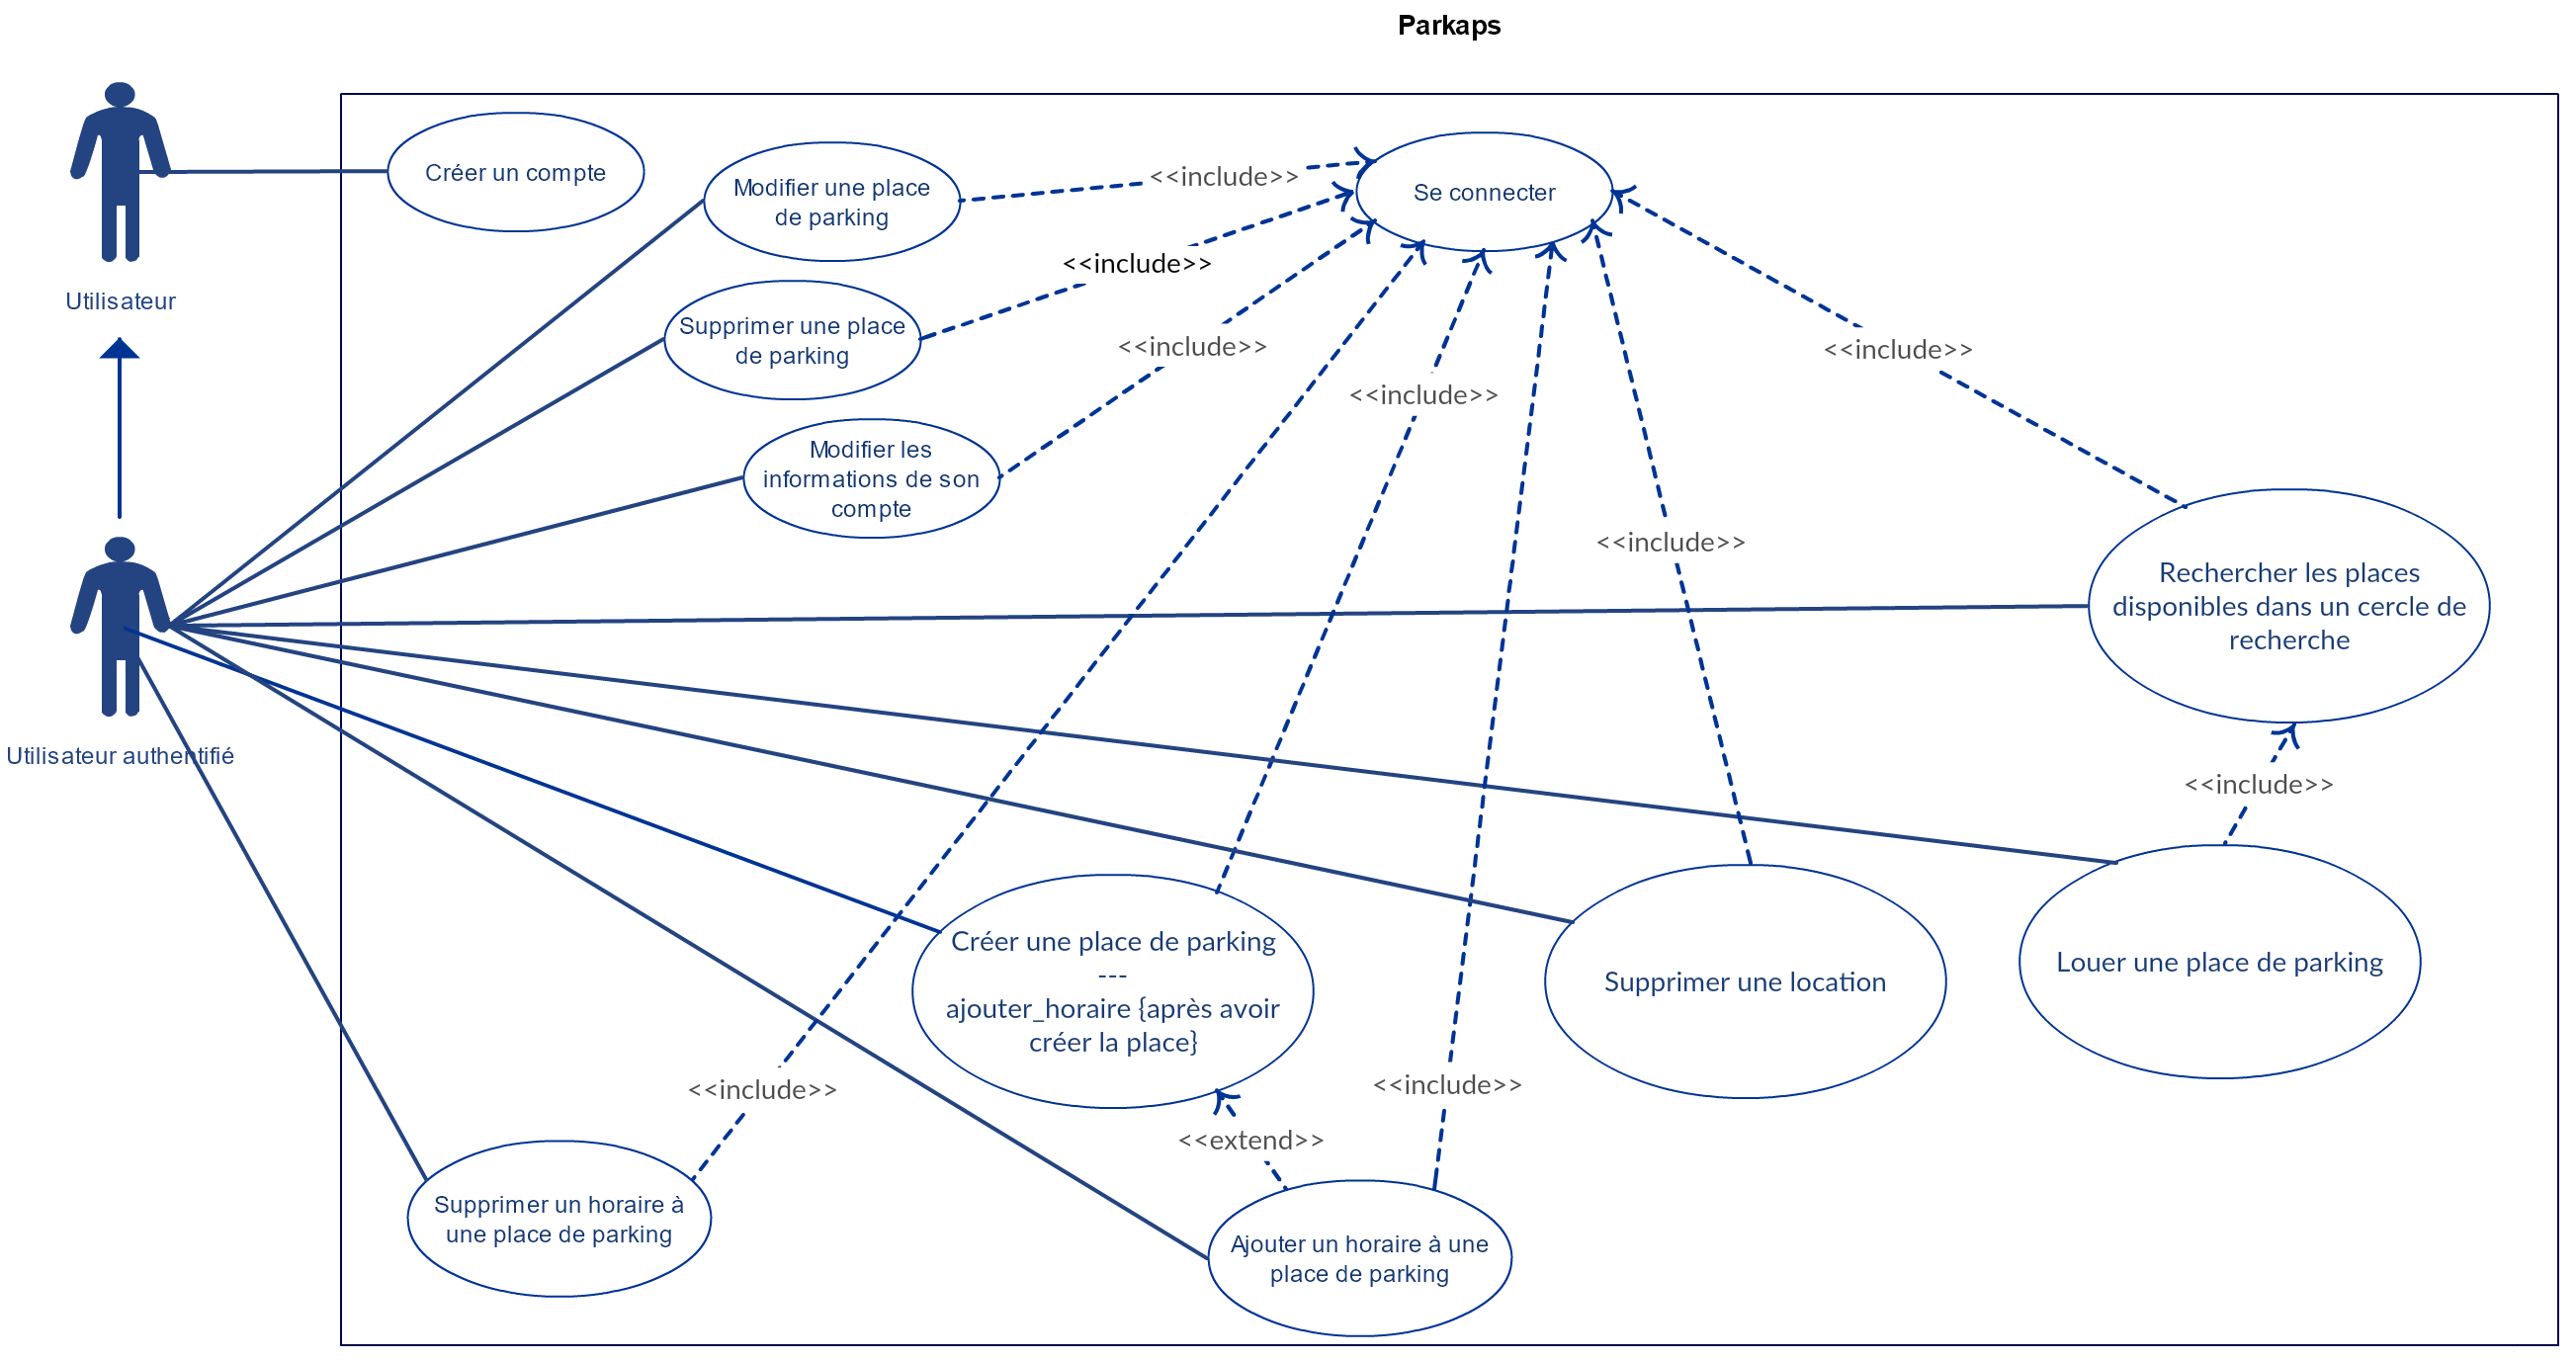 Parkaps
Créer un compte
Modifier une place
de parking
<<include>>
Se connecter
Utilisateur
<<include>>
Supprimer une place
de parking
<<include>>
<<include>>
<<include>>
Modifier les
informations de son
compte
<<include>>
Rechercher les places
disponibles dans un cercle de
recherche
Utilisateur authentifié
<<include>>
Créer une place de parking
---
ajouter_horaire {après avoir
créer la place}
Supprimer une location
Louer une place de parking
<<include>>
<<include>>
<<extend>>
Supprimer un horaire à
une place de parking
Ajouter un horaire à une
place de parking